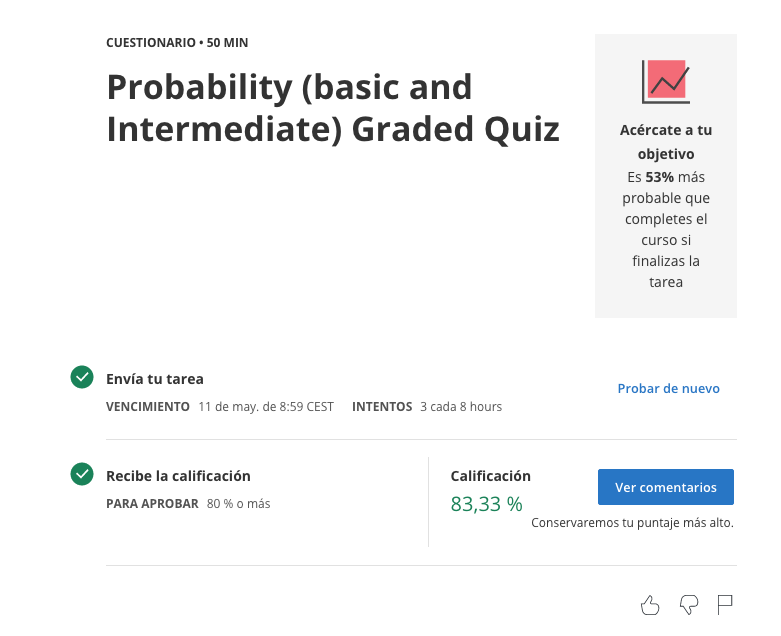 CUESTIONARIO • 50 MIN
Probability (basic and
Intermediate) Graded Quiz
Acércate a tu
objetivo
Es 53% más
probable que
completes el
curso si
finalizas la
tarea
Envía tu tarea
VENCIMIENTO 11 de may. de 8:59 CEST INTENTOS 3 cada 8 hours
Probar de nuevo
Recibe la calificación
PARA APROBAR 80 % o más
Calificación
83,33 %
Ver comentarios
Conservaremos tu puntaje más alto.